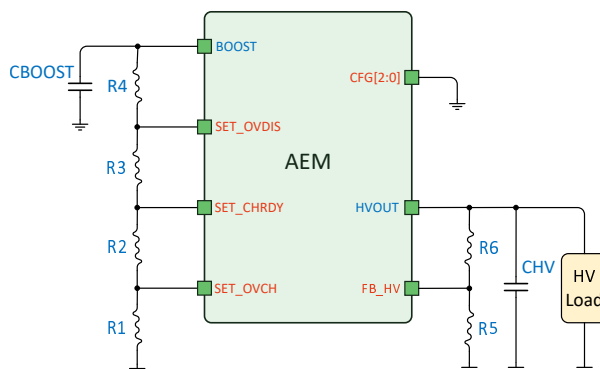 BOOST
CBOOST
R4
CFG[2:0]
SET_OVDIS
AEM
R3
SET_CHRDY
HVOUT
R2
R6
CHV
HV
Load
SET_OVCH
FB_HV
R1
R5